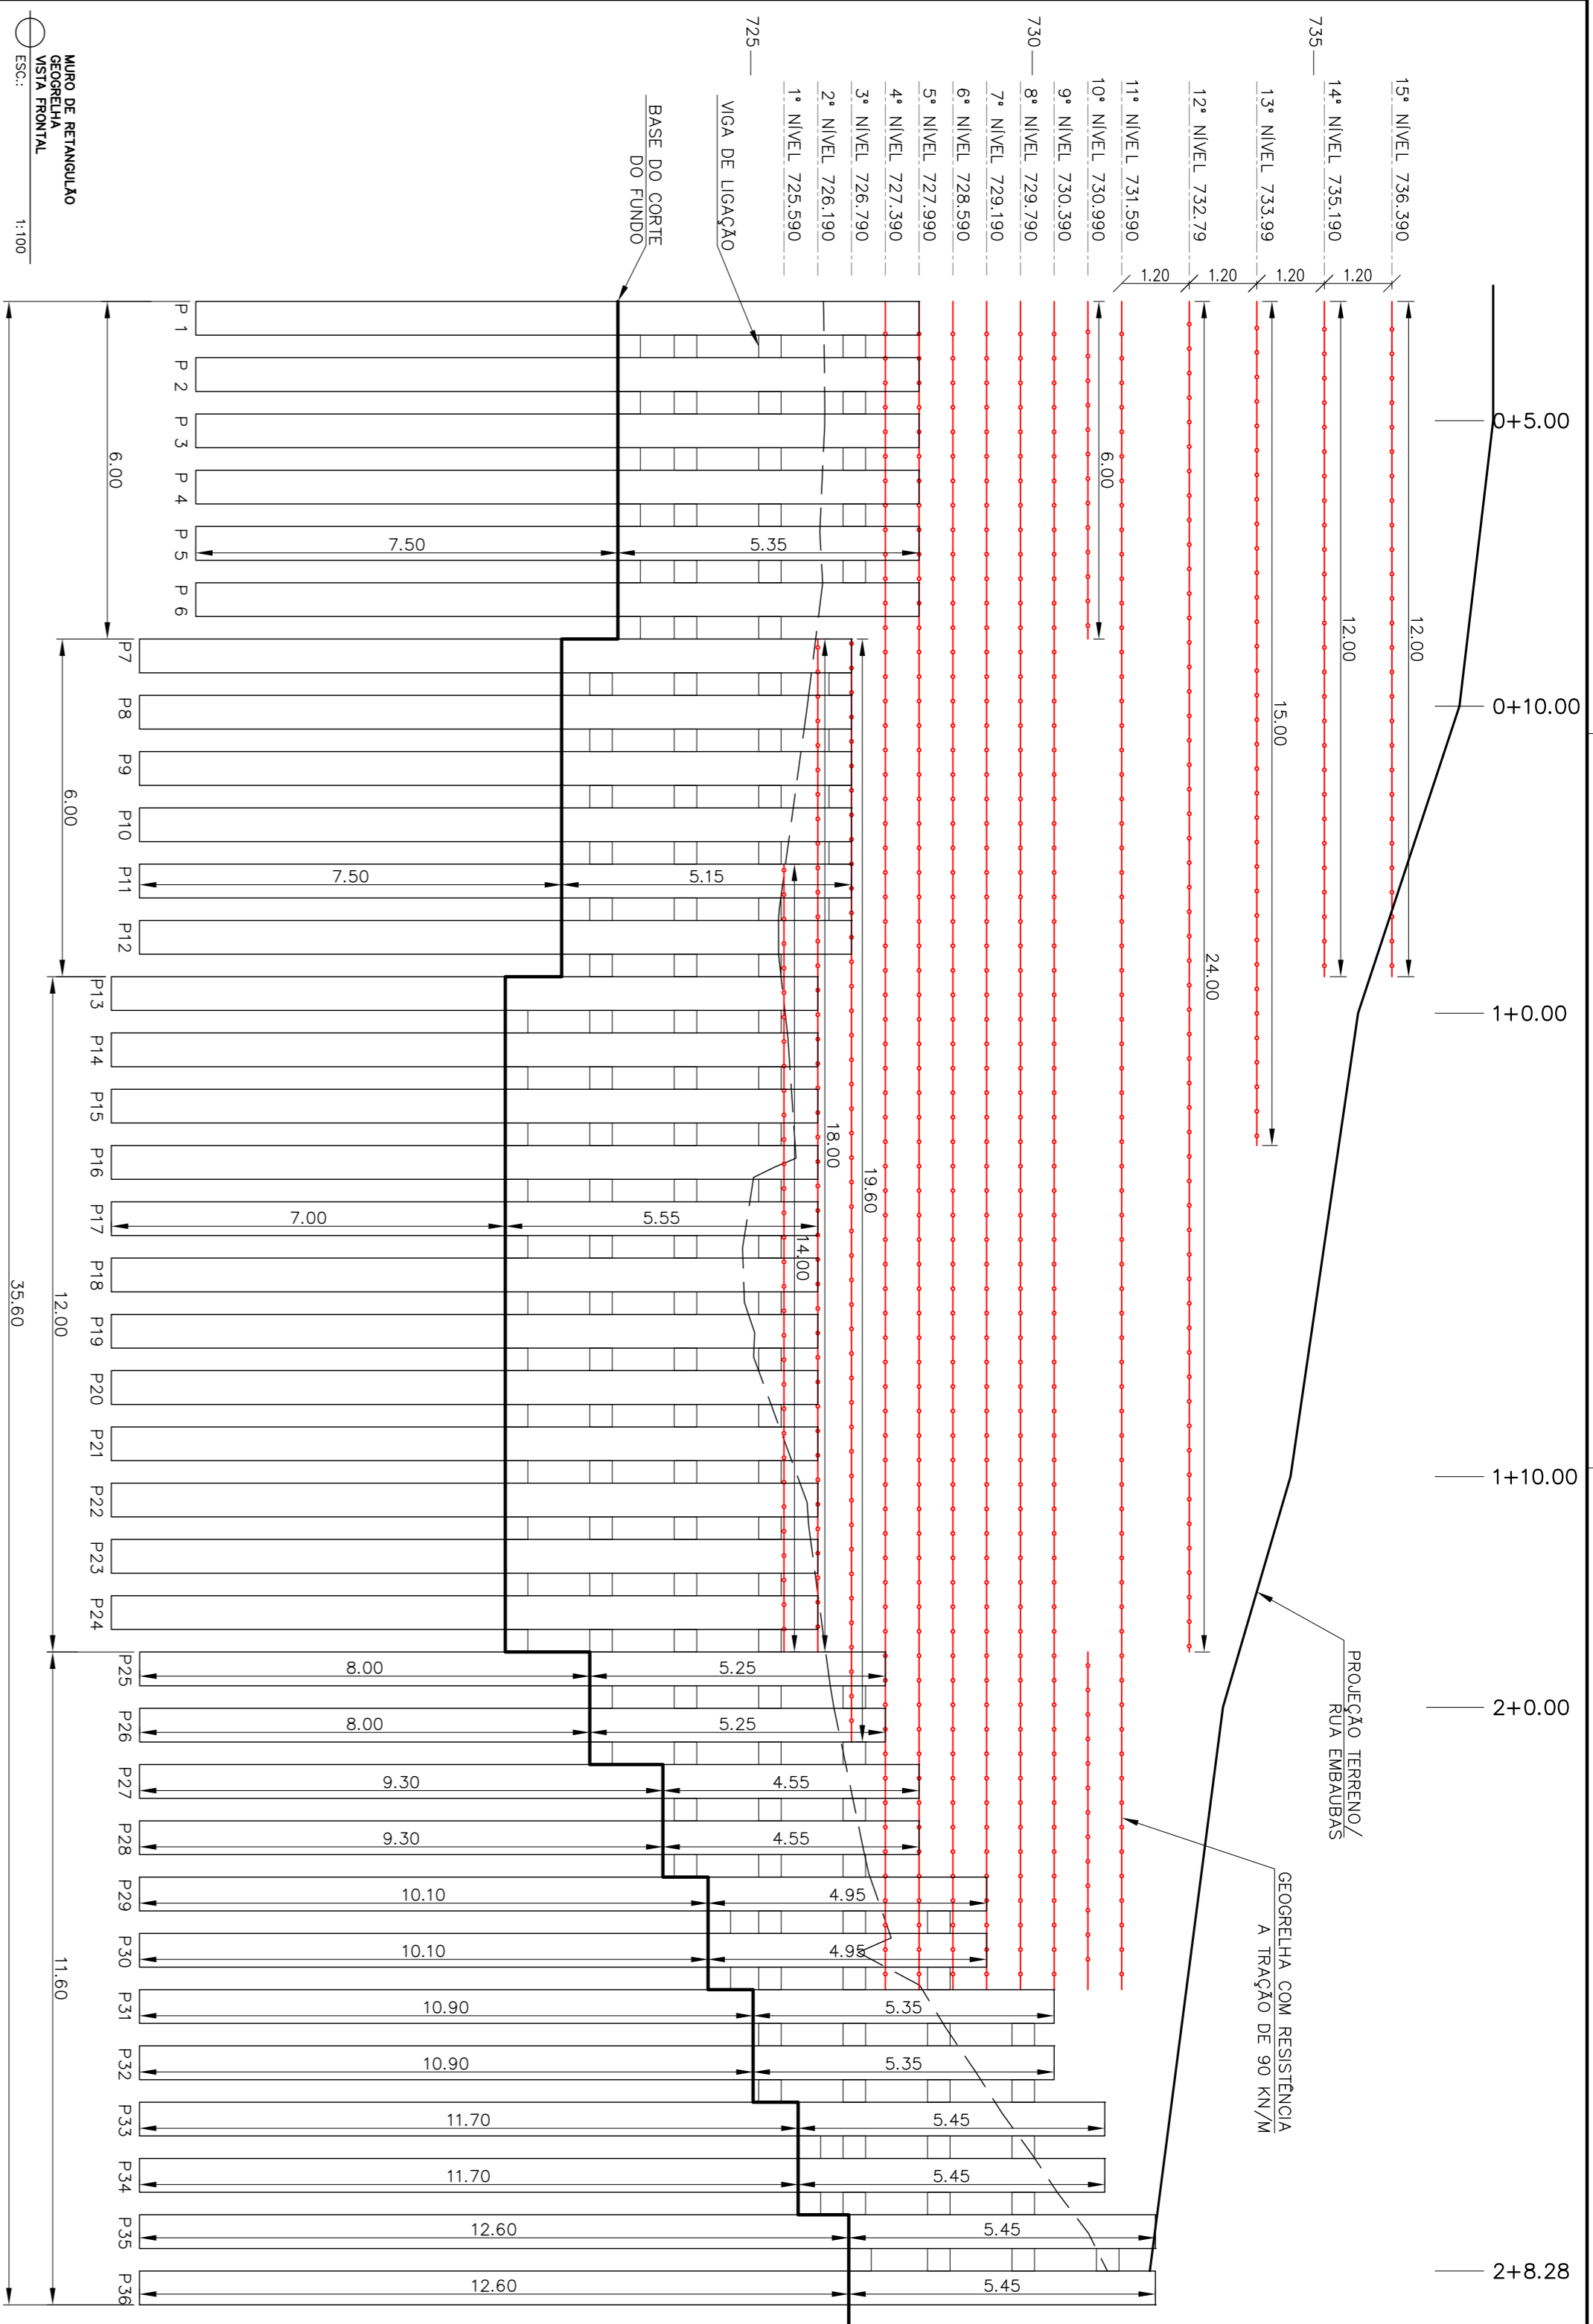 0+5.00
0+10.00
1+0.00
1+10.00
2+0.00
2+8.28
735
730
725
15° NÍVEL 736.390
14° NÍVEL 735.190
13° NÍVEL 733.99
12° NÍVEL 732.79
11° NÍVEL 731.590
10° NÍVEL 730.990
9° NÍVEL 730.390
8° NÍVEL 729.790
7° NÍVEL 729.190
6° NÍVEL 728.590
5° NÍVEL 727.990
4° NÍVEL 727.390
3° NÍVEL 726.790
2° NÍVEL 726.190
1° NÍVEL 725.590
1.20
1.20
1.20
1.20
12.00
12.00
15.00
24.00
6.00
19.60
18.00
14.00
PROJEÇÃO TERRENO/
RUA EMBAUBAS
GEOGRELHA COM RESISTÊNCIA
A TRAÇÃO DE 90 KN/M
VIGA DE LIGAÇÃO
BASE DO CORTE
DO FUNDO
5.35
5.15
5.55
5.25
5.25
4.55
4.55
4.95
4.95
5.35
5.35
5.45
5.45
5.45
5.45
7.50
7.50
7.00
8.00
8.00
9.30
9.30
10.10
10.10
10.90
10.90
11.70
11.70
12.60
12.60
P 1
P 2
P 3
P 4
P 5
P 6
P7
P8
P9
P10
P11
P12
P13
P14
P15
P16
P17
P18
P19
P20
P21
P22
P23
P24
P25
P26
P27
P28
P29
P30
P31
P32
P33
P34
P35
P36
6.00
6.00
12.00
11.60
35.60
MURO DE RETANGULÃO
GEOGRELHA
VISTA FRONTAL
ESC.: 1:100